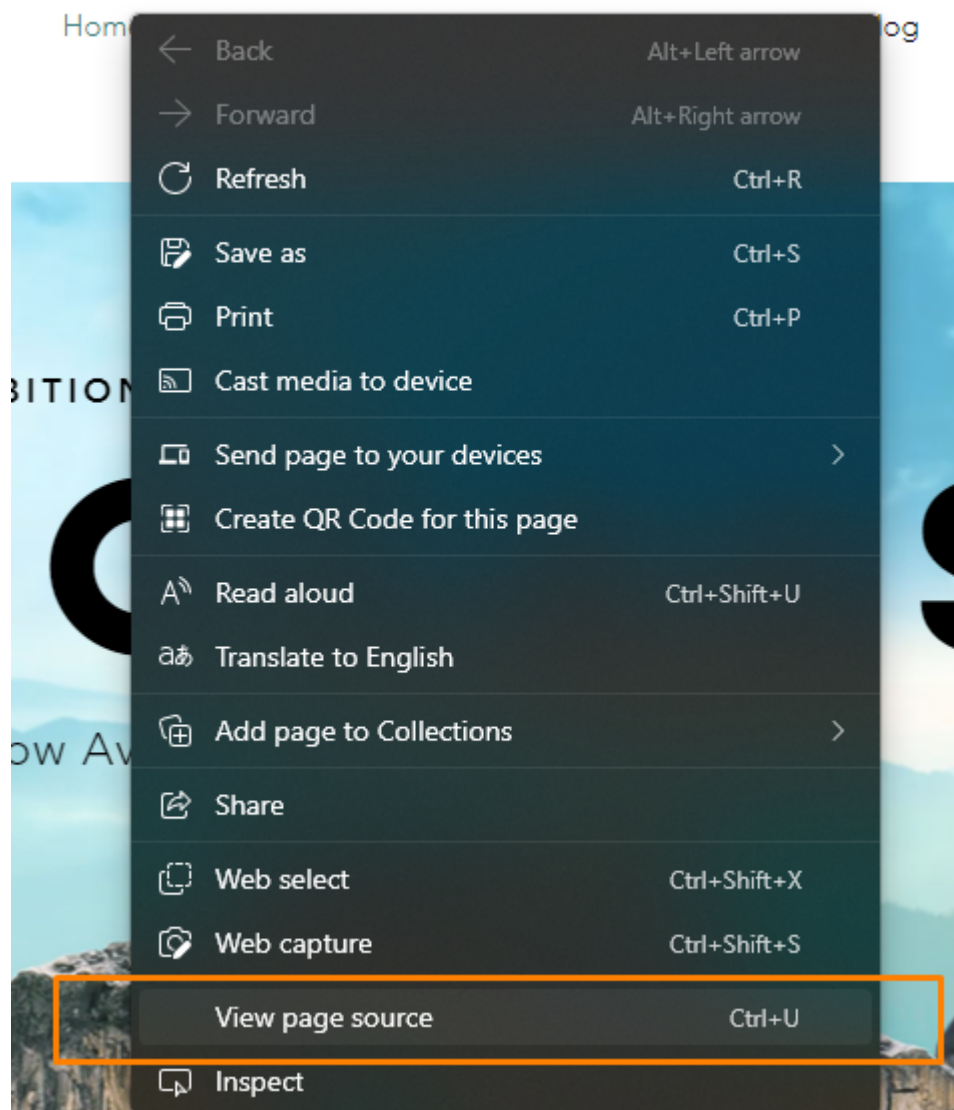 Home
log
Back Alt+Left arrow
Forward Alt+Right arrow
Refresh Ctrl+R
Save as Ctrl+S
Print Ctrl+P
Cast media to device
Send page to your devices
Create QR Code for this page
Read aloud Ctrl+Shift+U
Translate to English
Add page to Collections
Share
Web select Ctrl+Shift+X
Web capture Ctrl+Shift+S
View page source Ctrl+U
Inspect